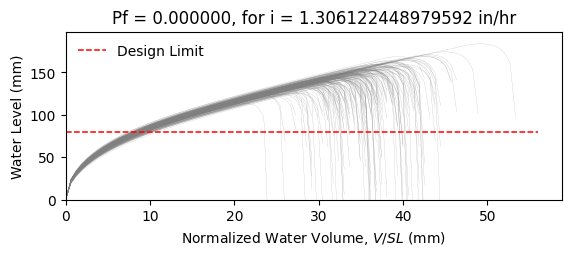 Pf = 0.000000, for i = 1.306122448979592 in/hr
Design Limit
Water Level (mm)
150
100
50
0
0 10 20 30 40 50
Normalized Water Volume, V/SL (mm)